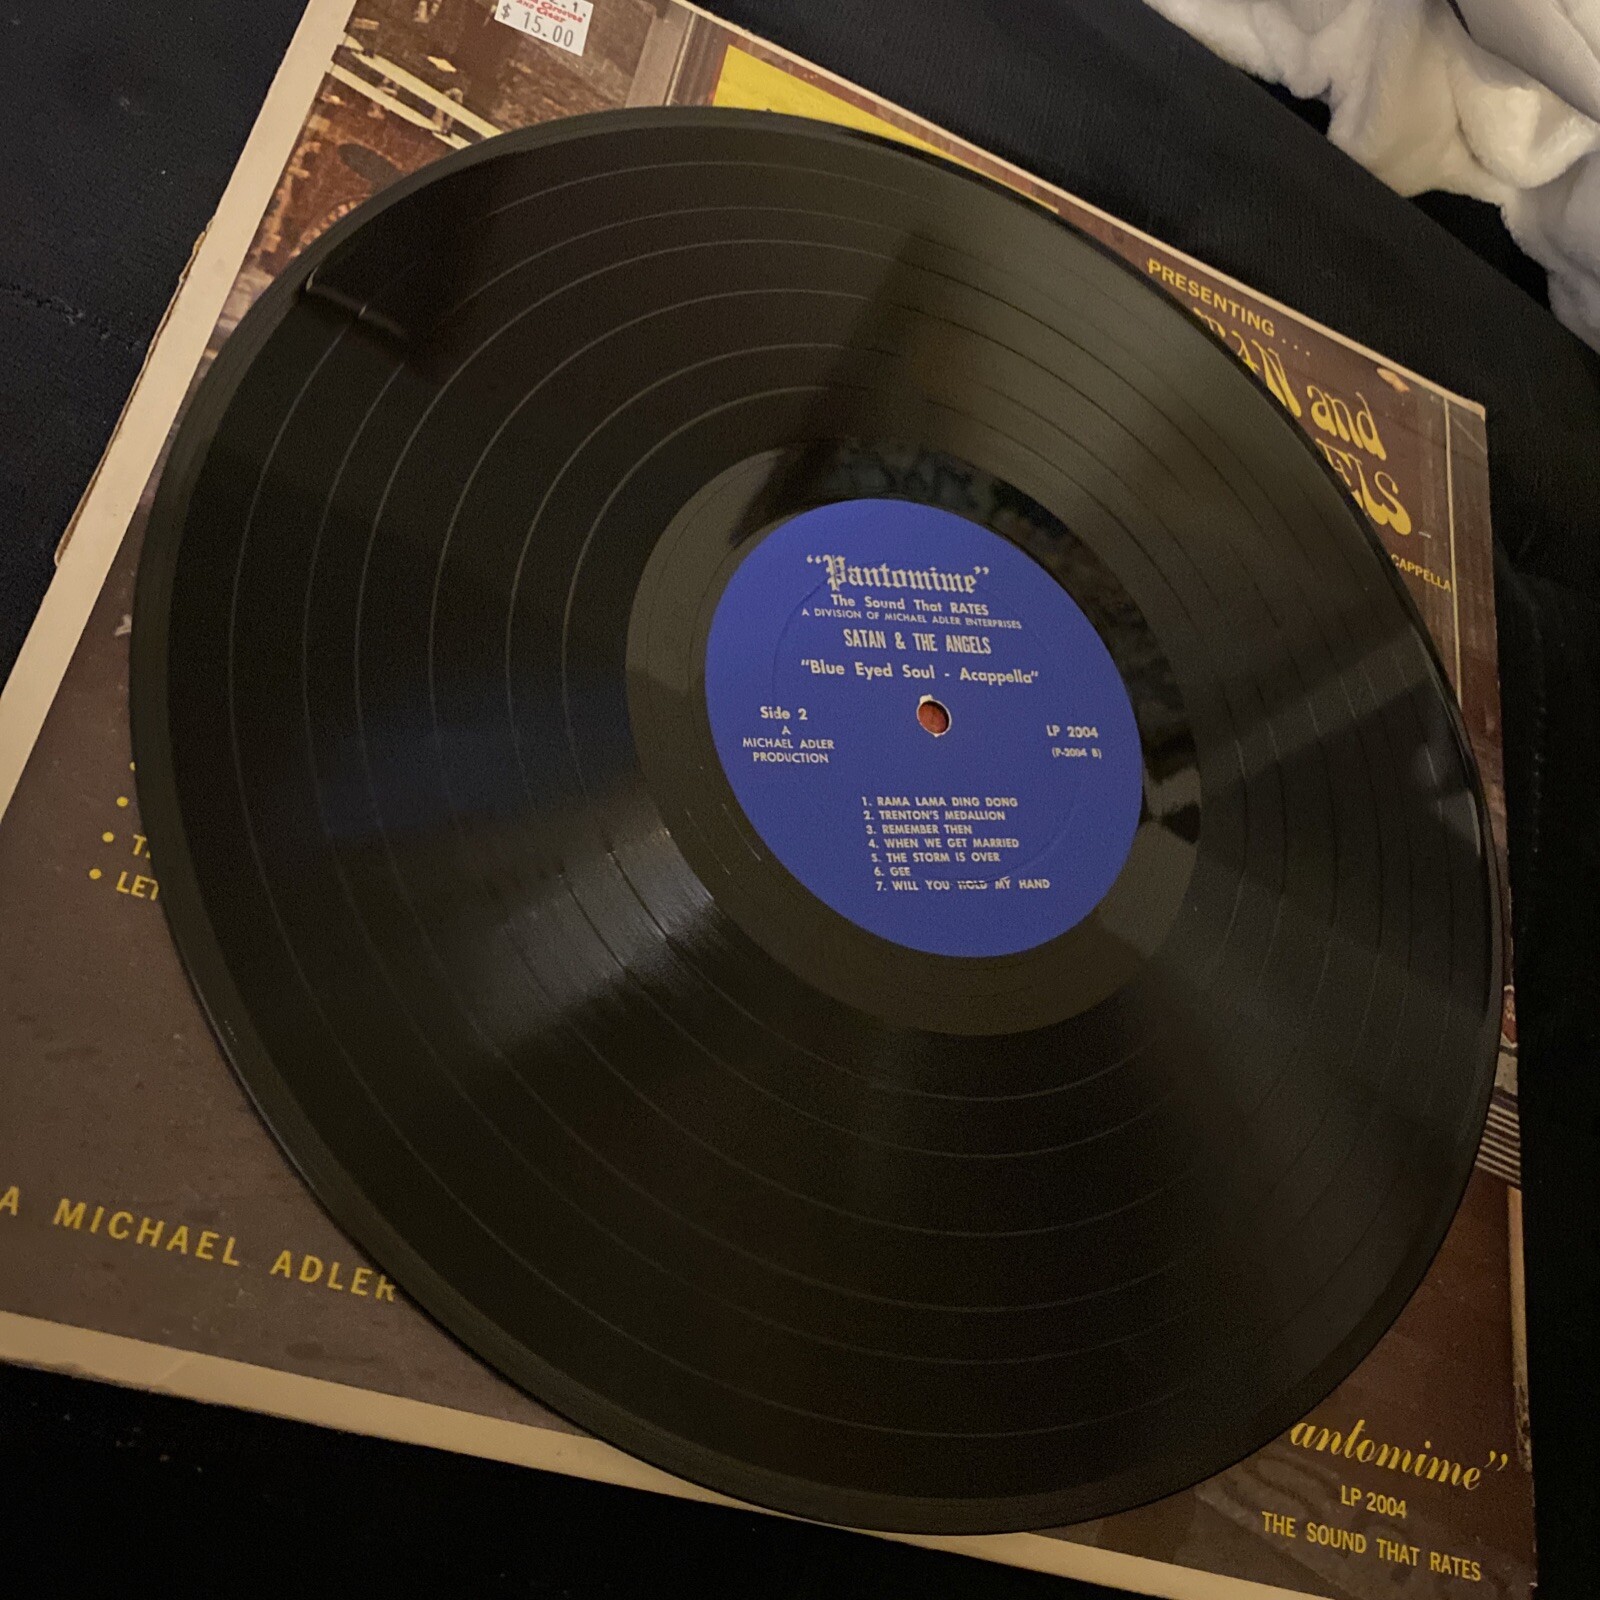 $ 15.00
PRESENTING...
and
CAPPELLA
"Pantomime"
The Sound That RATES
A DIVISION OF MICHAEL ADLER ENTERPRISES
SATAN & THE ANGELS
"Blue Eyed Soul - Acappella"
Side 2
A
MICHAEL ADLER
PRODUCTION
LP 2004
(P-2004 B)
1. RAMA LAMA DING DONG
2. TRENTON'S MEDALLION
3. REMEMBER THEN
4. WHEN WE GET MARRIED
5. THE STORM IS OVER
6. GEE
7. WILL YOU HOLD MY HAND
• LET
A MICHAEL ADLER
antomime"
LP 2004
THE SOUND THAT RATES